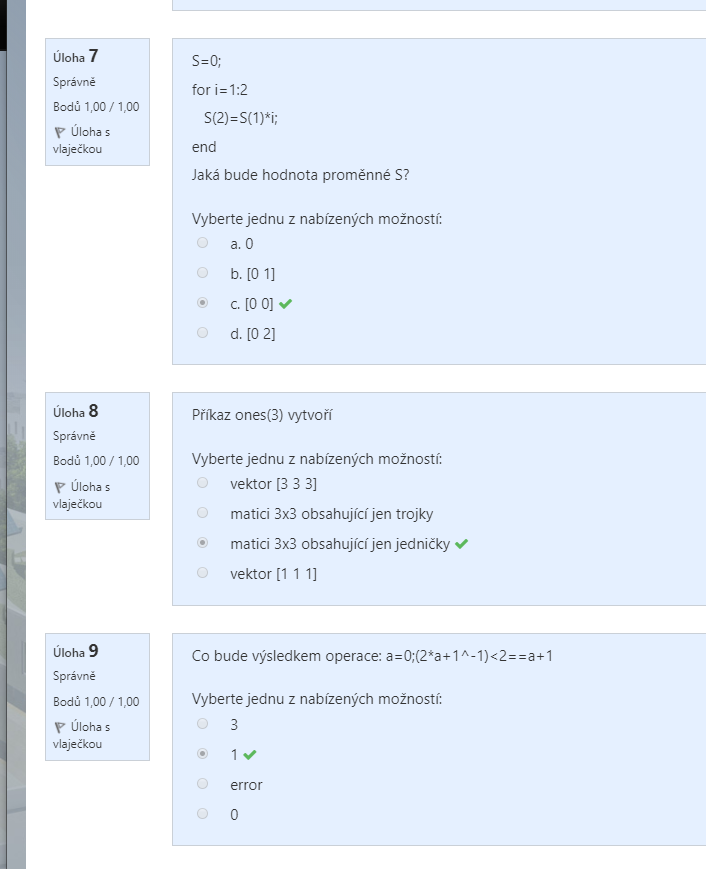 Úloha 7
Správně
Bodů 1,00 / 1,00
Úloha s
vlaječkou
S=0;
for i=1:2
S(2)=S(1)*i;
end
Jaká bude hodnota proměnné S?
Vyberte jednu z nabízených možností:
a. 0
b. [0 1]
c. [0 0]
d. [0 2]
Úloha 8
Správně
Bodů 1,00 / 1,00
Úloha s
vlaječkou
Příkaz ones(3) vytvoří
Vyberte jednu z nabízených možností:
vektor [3 3 3]
matici 3x3 obsahující jen trojky
matici 3x3 obsahující jen jedničky
vektor [1 1 1]
Úloha 9
Správně
Bodů 1,00 / 1,00
Úloha s
vlaječkou
Co bude výsledkem operace: a=0;(2*a+1^-1)<2==a+1
Vyberte jednu z nabízených možností:
3
1
error
0